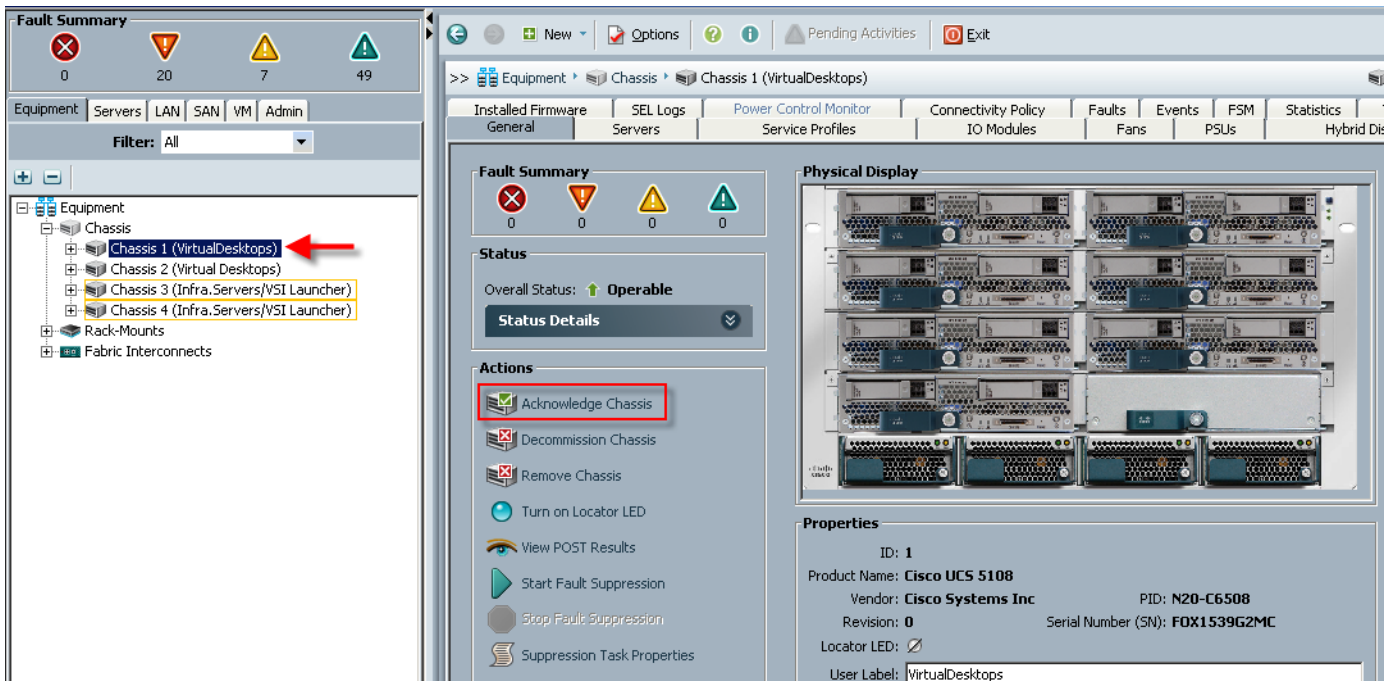 Fault Summary
0 20 7 49
Equipment Servers LAN SAN VM Admin
Filter: All
Equipment
Chassis
Chassis 1 (VirtualDesktops)
Chassis 2 (Virtual Desktops)
Chassis 3 (Infra.Servers/VSI Launcher)
Chassis 4 (Infra.Servers/VSI Launcher)
Rack-Mounts
Fabric Interconnects
New Options Pending Activities Exit
>> Equipment Chassis Chassis 1 (VirtualDesktops)
Installed Firmware SEL Logs Power Control Monitor Connectivity Policy Faults Events FSM Statistics
General Servers Service Profiles IO Modules Fans PSUs Hybrid Dis
Fault Summary
0 0 0 0
Status
Overall Status: Operable
Status Details
Actions
Acknowledge Chassis
Decommission Chassis
Remove Chassis
Turn on Locator LED
View POST Results
Start Fault Suppression
Stop Fault Suppression
Suppression Task Properties
Physical Display
Properties
ID: 1
Product Name: Cisco UCS 5108
Vendor: Cisco Systems Inc PID: N20-C6508
Revision: 0 Serial Number (SN): FOX1539G2MC
Locator LED:
User Label: VirtualDesktops